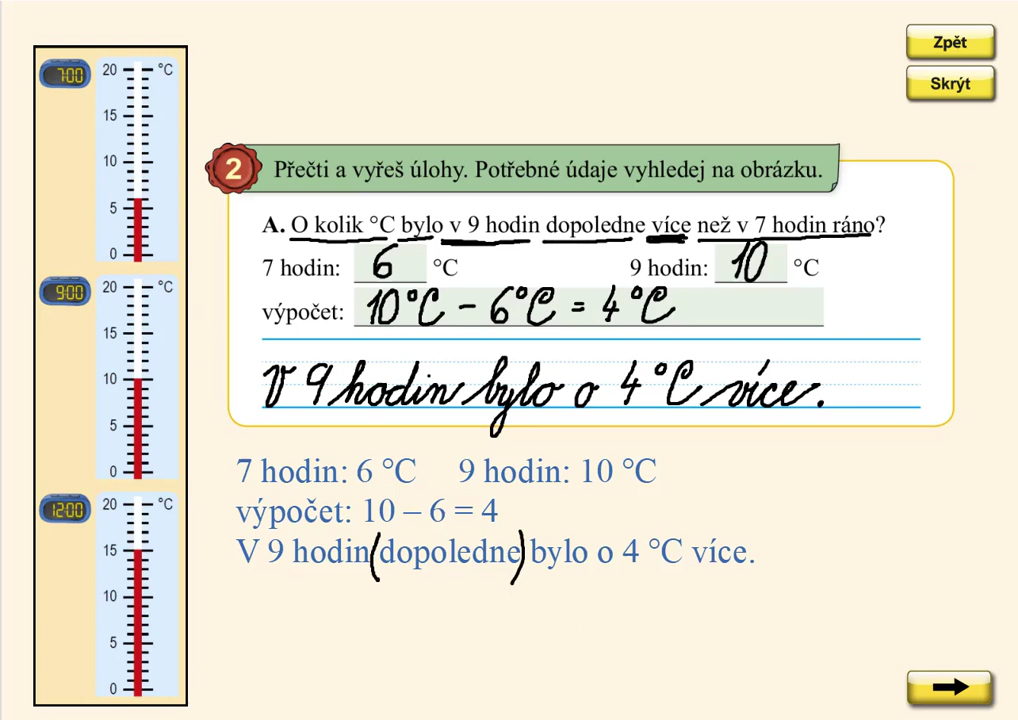 Zpět
Skrýt
7:00
20 °C
15
10
5
0
9:00
20 °C
15
10
5
0
12:00
20 °C
15
10
5
0
2 Přečti a vyřeš úlohy. Potřebné údaje vyhledej na obrázku.
A. O kolik °C bylo v 9 hodin dopoledne více než v 7 hodin ráno?
7 hodin: 6 °C 9 hodin: 10 °C
výpočet: 10°C - 6°C = 4°C
V 9 hodin bylo o 4°C více.
7 hodin: 6 °C 9 hodin: 10 °C
výpočet: 10 – 6 = 4
V 9 hodin (dopoledne) bylo o 4 °C více.